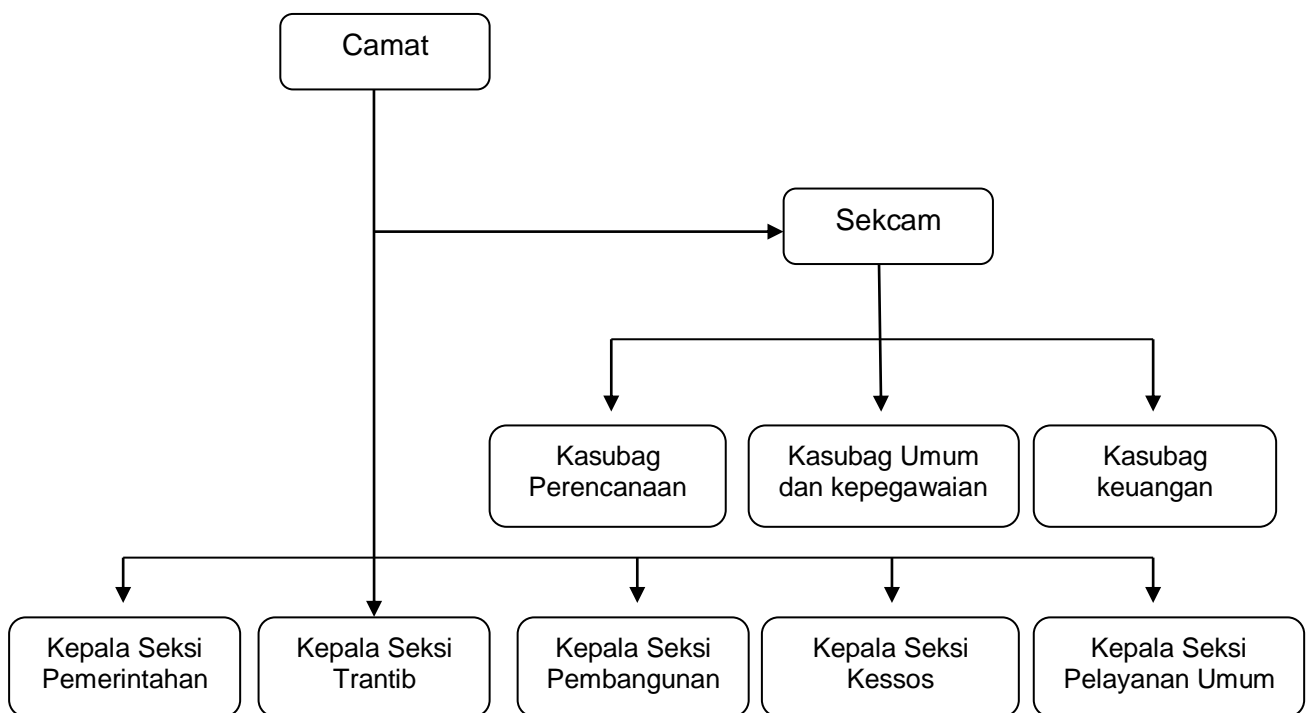 Camat
Sekcam
Kasubag
Perencanaan
Kasubag Umum
dan kepegawaian
Kasubag
keuangan
Kepala Seksi
Pemerintahan
Kepala Seksi
Trantib
Kepala Seksi
Pembangunan
Kepala Seksi
Kessos
Kepala Seksi
Pelayanan Umum